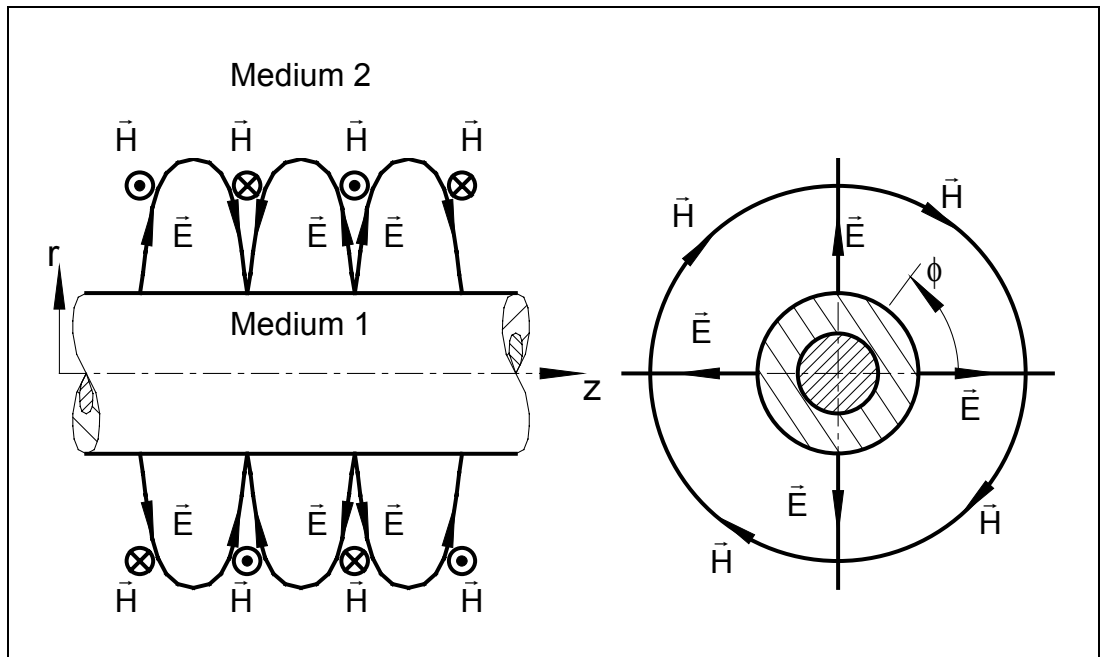 Medium 2
H⃗ H⃗ H⃗ H⃗
E⃗ E⃗ E⃗
r
Medium 1
z
E⃗ E⃗ E⃗
H⃗ H⃗ H⃗ H⃗
H⃗ H⃗
E⃗
ϕ
E⃗
E⃗
E⃗
H⃗
H⃗